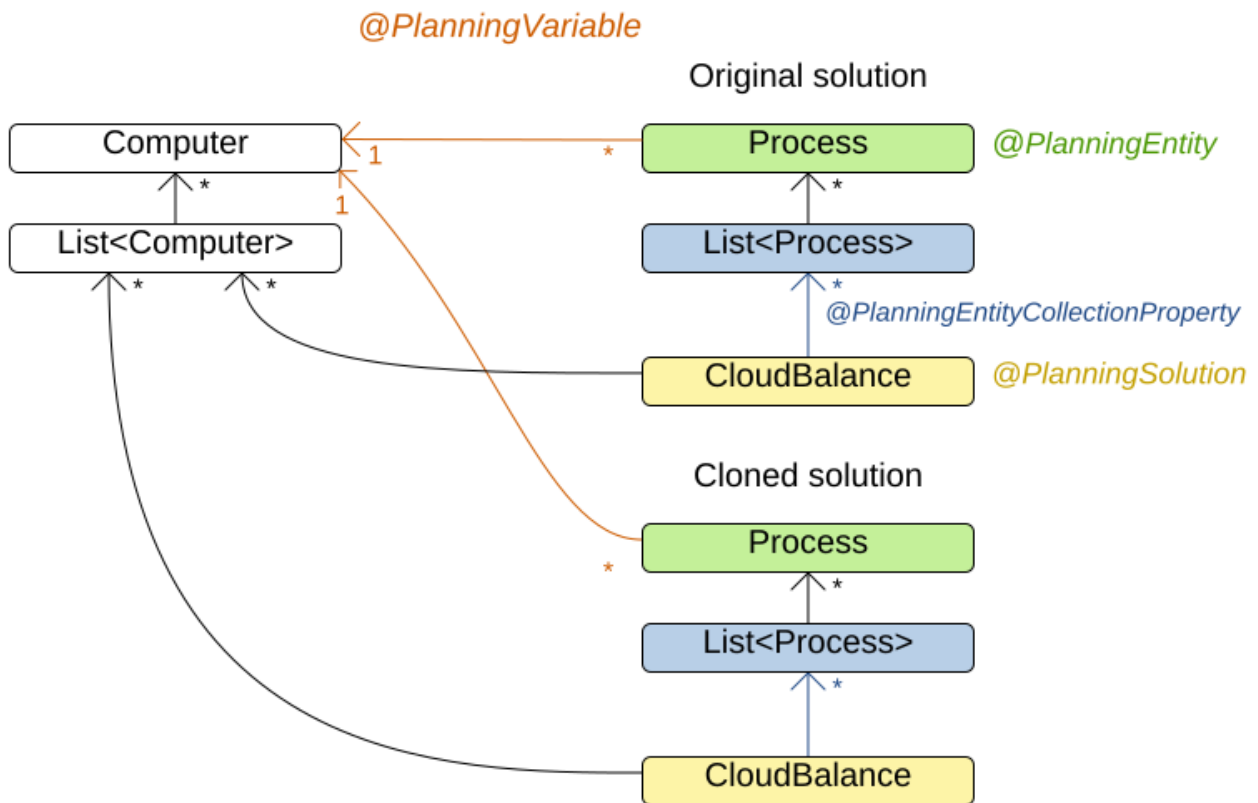 @PlanningVariable
Original solution
Computer
1
*
Process
@PlanningEntity
*
1
*
List<Computer>
List<Process>
*
*
*
@PlanningEntityCollectionProperty
CloudBalance
@PlanningSolution
Cloned solution
Process
*
*
List<Process>
*
CloudBalance